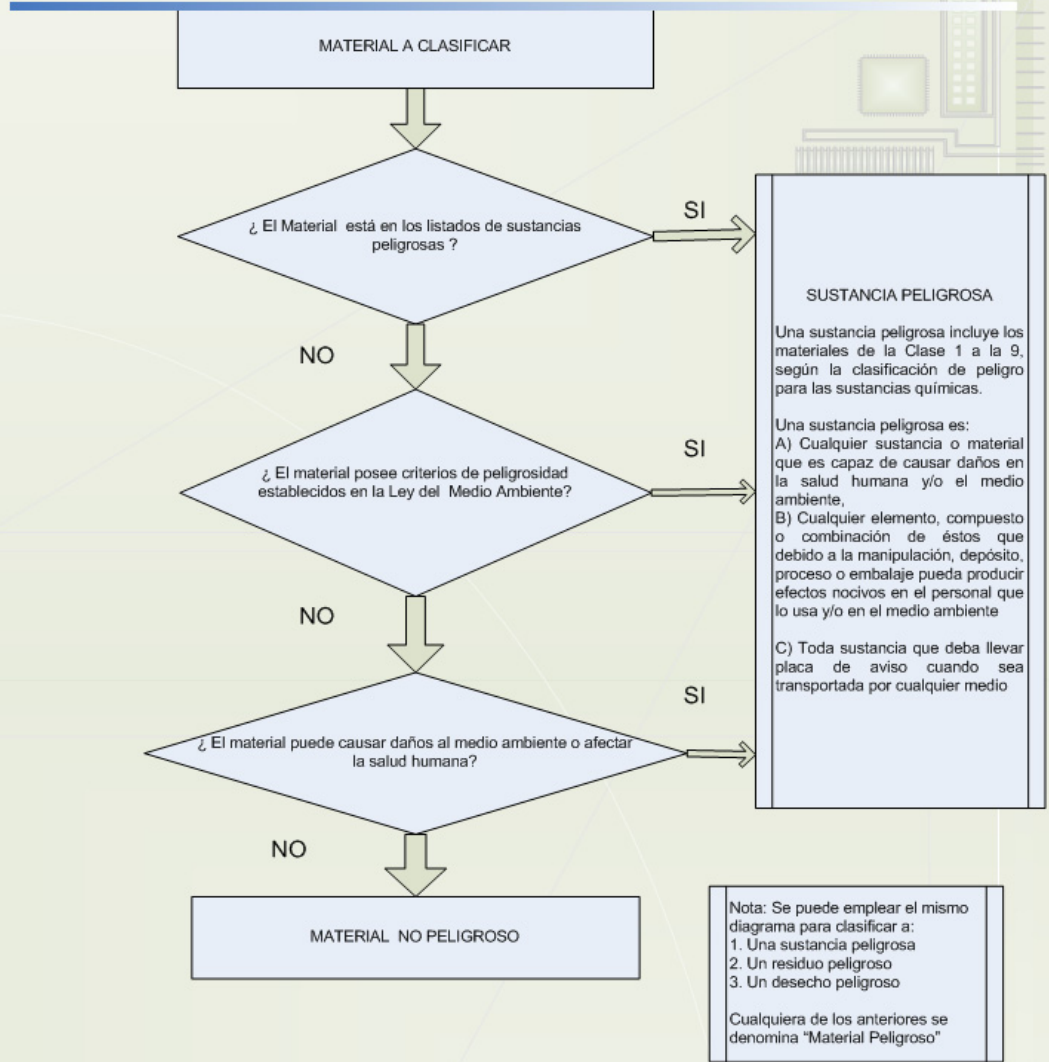 MATERIAL A CLASIFICAR
¿ El Material está en los listados de sustancias
peligrosas ?
SI
NO
¿ El material posee criterios de peligrosidad
establecidos en la Ley del Medio Ambiente?
SI
NO
¿ El material puede causar daños al medio ambiente o afectar
la salud humana?
SI
NO
MATERIAL NO PELIGROSO
SUSTANCIA PELIGROSA
Una sustancia peligrosa incluye los
materiales de la Clase 1 a la 9,
según la clasificación de peligro
para las sustancias químicas.
Una sustancia peligrosa es:
A) Cualquier sustancia o material
que es capaz de causar daños en
la salud humana y/o el medio
ambiente,
B) Cualquier elemento, compuesto
o combinación de éstos que
debido a la manipulación, depósito,
proceso o embalaje pueda producir
efectos nocivos en el personal que
lo usa y/o en el medio ambiente
C) Toda sustancia que deba llevar
placa de aviso cuando sea
transportada por cualquier medio
Nota: Se puede emplear el mismo
diagrama para clasificar a:
1. Una sustancia peligrosa
2. Un residuo peligroso
3. Un desecho peligroso
Cualquiera de los anteriores se
denomina “Material Peligroso”